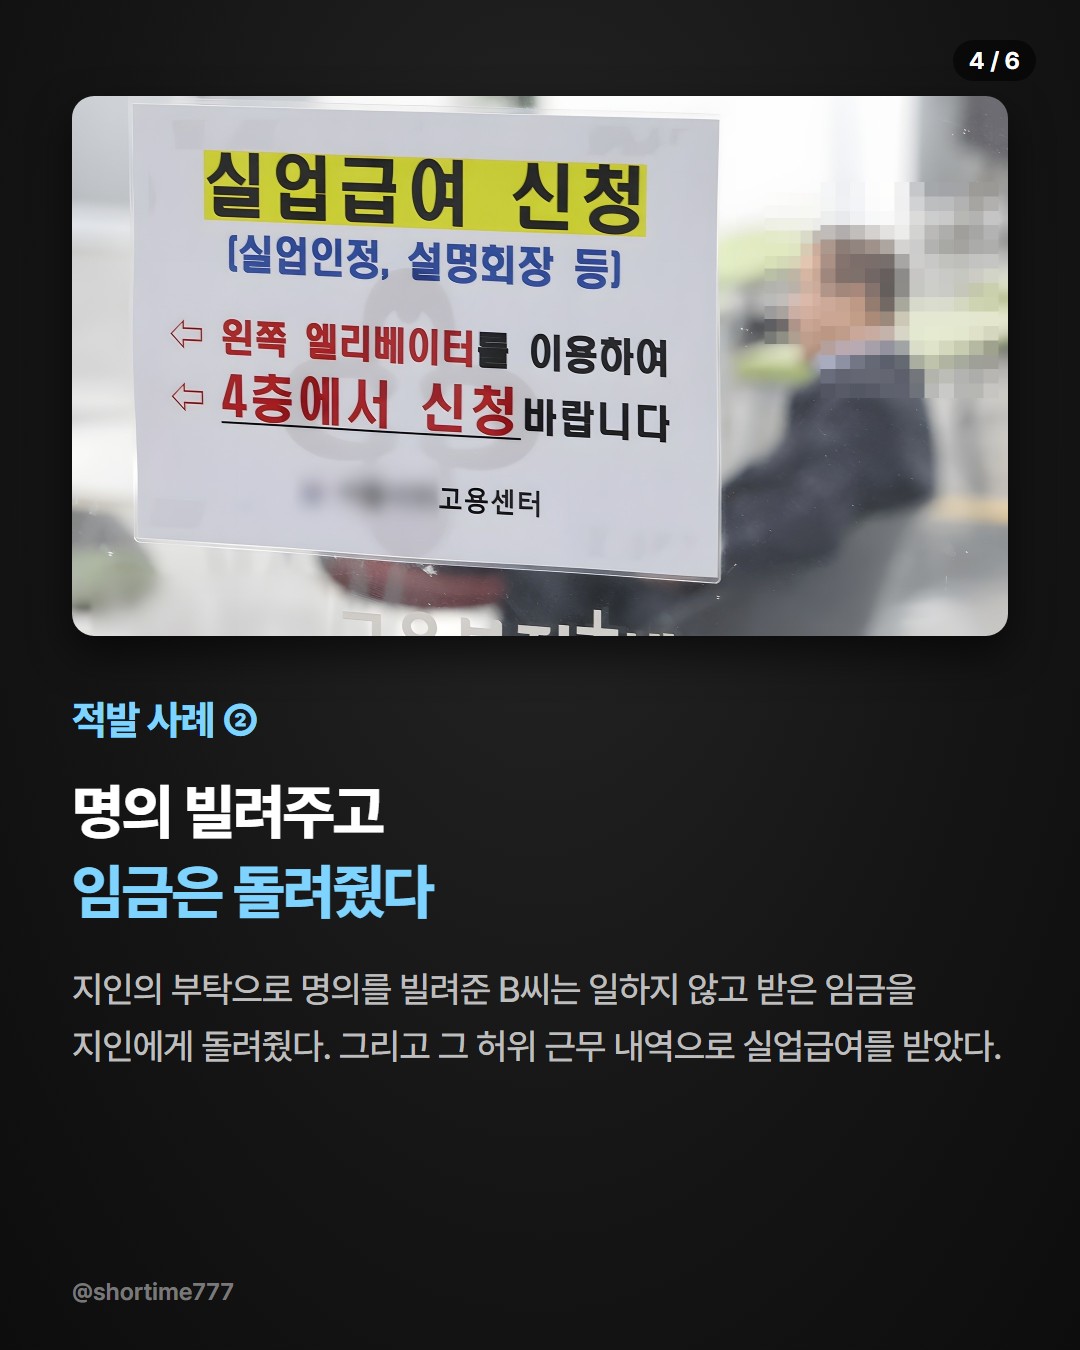 4 / 6
실업급여 신청
(실업인정, 설명회장 등)
⇦ 왼쪽 엘리베이터를 이용하여
⇦ 4층에서 신청바랍니다
고용센터
적발 사례 ②
명의 빌려주고
임금은 돌려줬다
지인의 부탁으로 명의를 빌려준 B씨는 일하지 않고 받은 임금을
지인에게 돌려줬다. 그리고 그 허위 근무 내역으로 실업급여를 받았다.
@shortime777